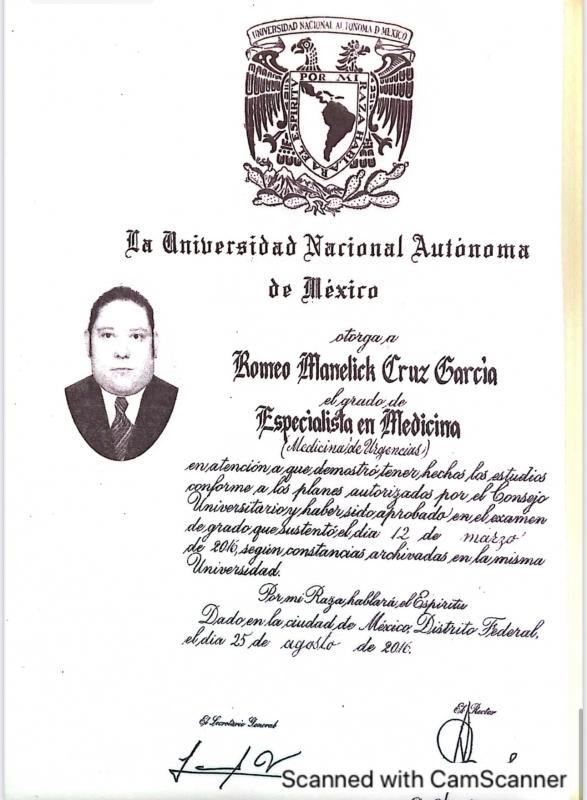 UNIVERSIDAD NACIONAL AUTONOMA D MEXICO
POR MI RAZA HABLARA EL ESPIRITU
La Universidad Nacional Autónoma
de México
otorga a
Romeo Manelick Cruz García
el grado de
Especialista en Medicina
(Medicina de Urgencias)
en atención a que demostró tener hechos los estudios
conforme a los planes autorizados por el Consejo
Universitario y haber sido aprobado en el examen
de grado que sustentó el día 12 de marzo
de 2016, según constancias archivadas en la misma
Universidad.
Por mi Raza hablará el Espíritu
Dado en la ciudad de México, Distrito Federal,
el día 25 de agosto de 2016.
El Secretario General
El Rector
Scanned with CamScanner